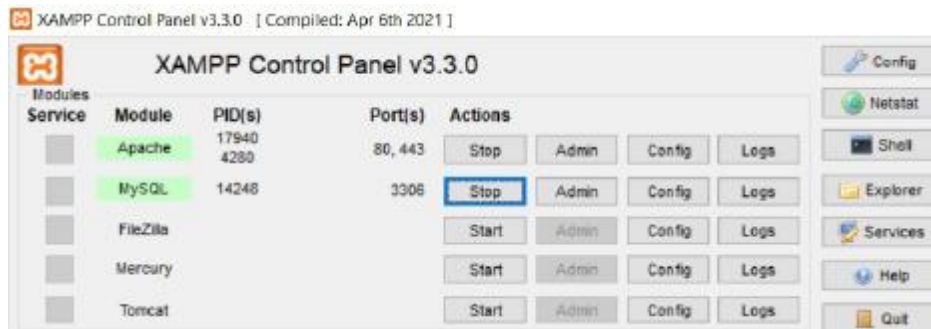 XAMPP Control Panel v3.3.0 [ Compiled: Apr 6th 2021 ]
XAMPP Control Panel v3.3.0
Config
Modules
Service Module PID(s) Port(s) Actions
Netstat
Apache 17940 4280 80, 443 Stop Admin Config Logs
Shell
MySQL 14248 3306 Stop Admin Config Logs
Explorer
FileZilla Start Admin Config Logs
Services
Mercury Start Admin Config Logs
Help
Tomcat Start Admin Config Logs
Quit